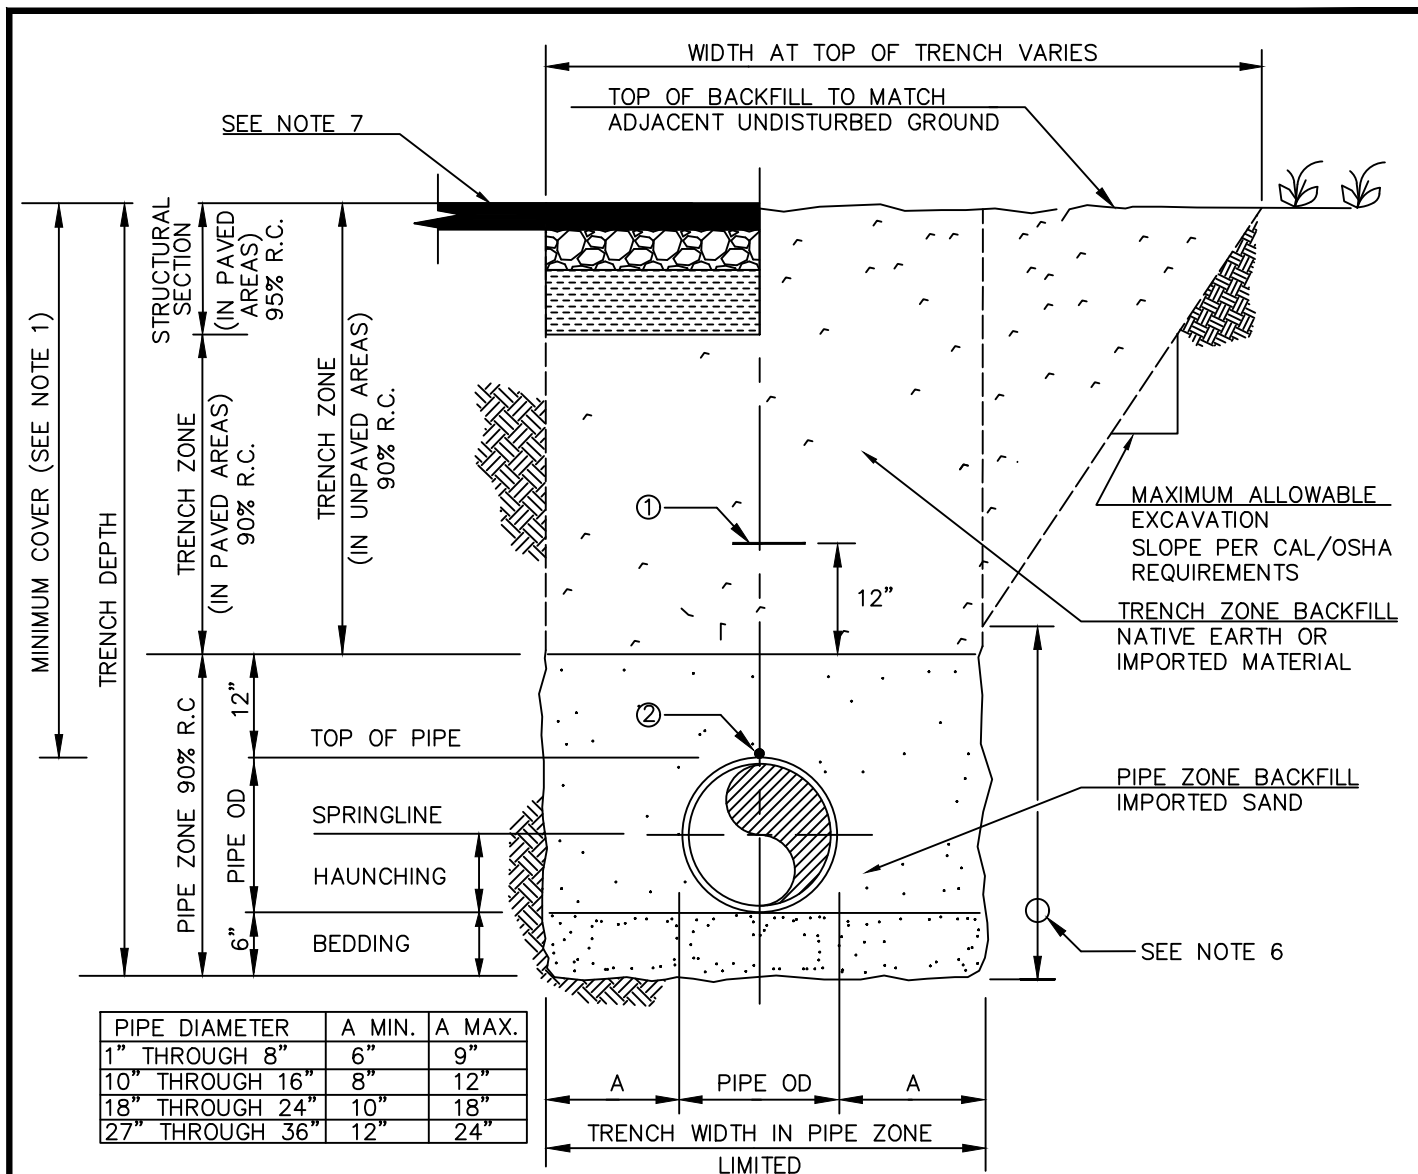 WIDTH AT TOP OF TRENCH VARIES
TOP OF BACKFILL TO MATCH
ADJACENT UNDISTURBED GROUND
SEE NOTE 7
STRUCTURAL
SECTION
(IN PAVED
AREAS)
95% R.C.
MINIMUM COVER (SEE NOTE 1)
TRENCH DEPTH
TRENCH ZONE
(IN PAVED AREAS)
90% R.C.
TRENCH ZONE
(IN UNPAVED AREAS)
90% R.C.
1
12”
MAXIMUM ALLOWABLE
EXCAVATION
SLOPE PER CAL/OSHA
REQUIREMENTS
TRENCH ZONE BACKFILL
NATIVE EARTH OR
IMPORTED MATERIAL
PIPE ZONE 90% R.C
12”
2
TOP OF PIPE
PIPE OD
SPRINGLINE
HAUNCHING
PIPE ZONE BACKFILL
IMPORTED SAND
6”
BEDDING
SEE NOTE 6
PIPE DIAMETER A MIN. A MAX.
1” THROUGH 8” 6” 9”
10” THROUGH 16” 8” 12”
18” THROUGH 24” 10” 18”
27” THROUGH 36” 12” 24”
A PIPE OD A
TRENCH WIDTH IN PIPE ZONE
LIMITED